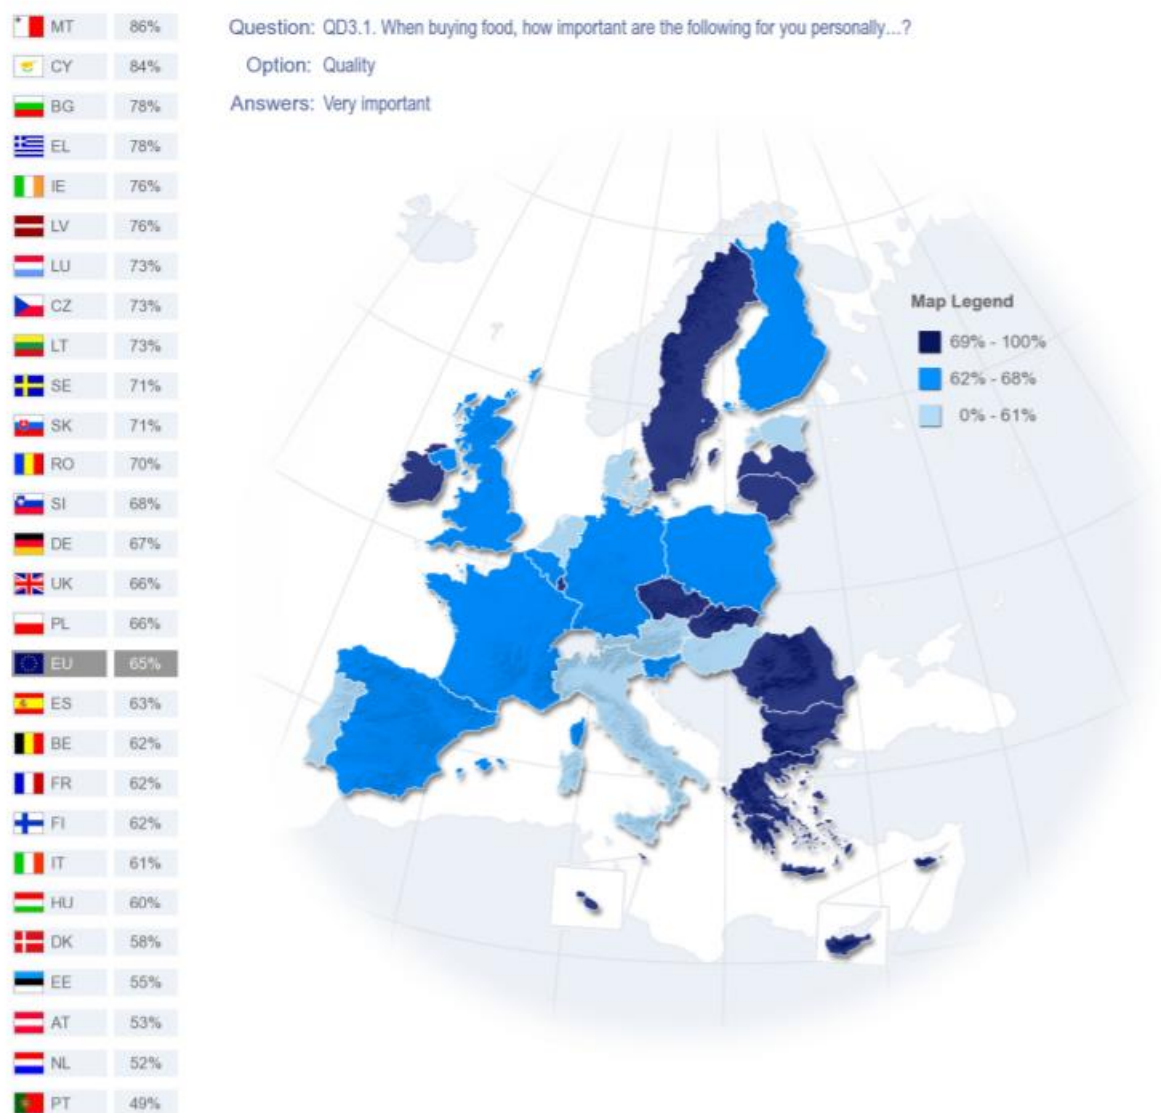 MT 86%
CY 84%
BG 78%
EL 78%
IE 76%
LV 76%
LU 73%
CZ 73%
LT 73%
SE 71%
SK 71%
RO 70%
SI 68%
DE 67%
UK 66%
PL 66%
EU 65%
ES 63%
BE 62%
FR 62%
FI 62%
IT 61%
HU 60%
DK 58%
EE 55%
AT 53%
NL 52%
PT 49%
Question: QD3.1. When buying food, how important are the following for you personally...?
Option: Quality
Answers: Very important
Map Legend
69% - 100%
62% - 68%
0% - 61%